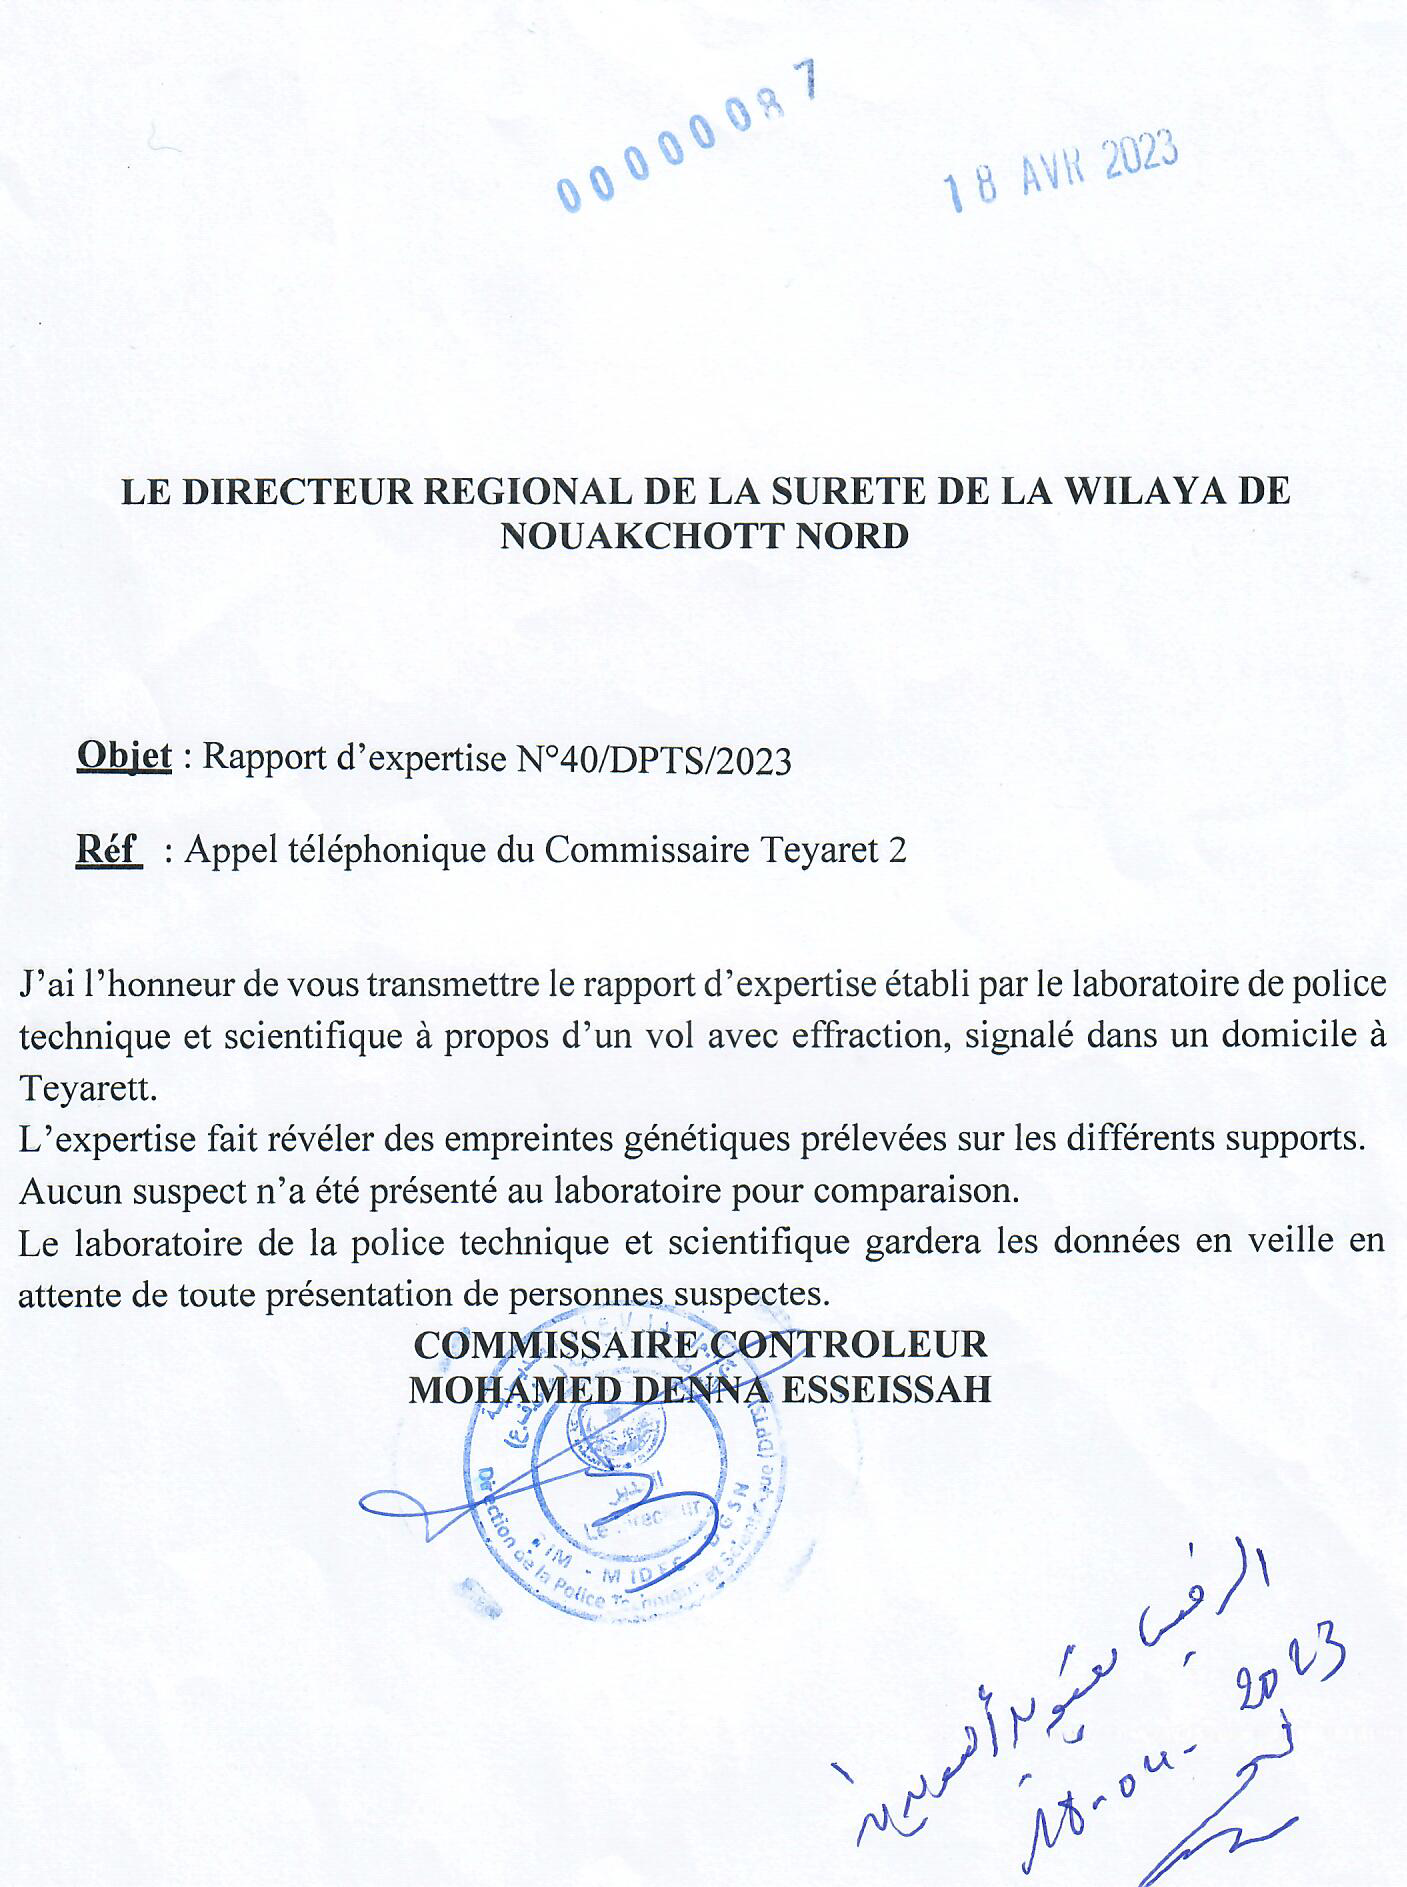 00000087
18 AVR 2023
LE DIRECTEUR REGIONAL DE LA SURETE DE LA WILAYA DE
NOUAKCHOTT NORD
Objet : Rapport d’expertise N°40/DPTS/2023
Réf : Appel téléphonique du Commissaire Teyaret 2
J’ai l’honneur de vous transmettre le rapport d’expertise établi par le laboratoire de police
technique et scientifique à propos d’un vol avec effraction, signalé dans un domicile à
Teyarett.
L’expertise fait révéler des empreintes génétiques prélevées sur les différents supports.
Aucun suspect n’a été présenté au laboratoire pour comparaison.
Le laboratoire de la police technique et scientifique gardera les données en veille en
attente de toute présentation de personnes suspectes.
COMMISSAIRE CONTROLEUR
MOHAMED DENNA ESSEISSAH
المدير
Le Directeur
RIM - MIDEC - DGSN
Direction de la Police Technique et Scientifique (DPTS)
18-04-2023